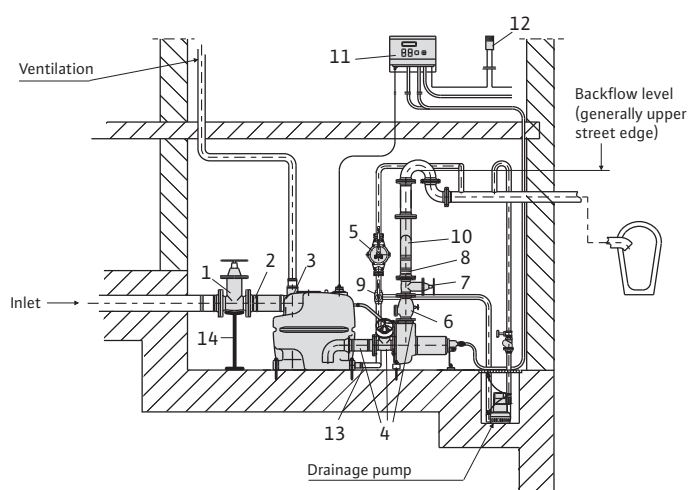 12
11
Ventilation
Backflow level
(generally upper
street edge)
5
10
1
2
3
8
7
9
Inlet
6
14
13
4
Drainage pump